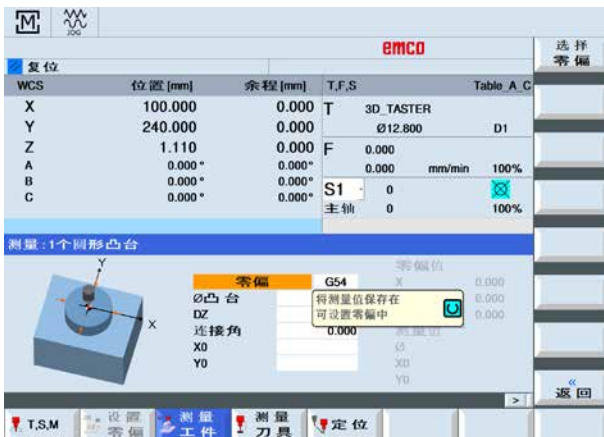 M
JOG
emco
选择
零偏
复位
WCS 位置 [mm] 余程 [mm] T,F,S Table_A_C
X 100.000 0.000 T 3D_TASTER
Y 240.000 0.000 Ø12.800 D1
Z 1.110 0.000 F 0.000
A 0.000° 0.000° 0.000 mm/min 100%
B 0.000° 0.000° S1 0
C 0.000° 0.000° 主轴 0 100%
测量:1个圆形凸台
零偏值
零偏 G54 X 0.000
Ø凸台 0.000
DZ 0.000
将测量值保存在
可设置零偏中
连接角 0.000 测量值
X0 Ø
Y0 X0
Y0
Y
X
«
返回
>
T,S,M 设置零偏 测量工件 测量刀具 定位